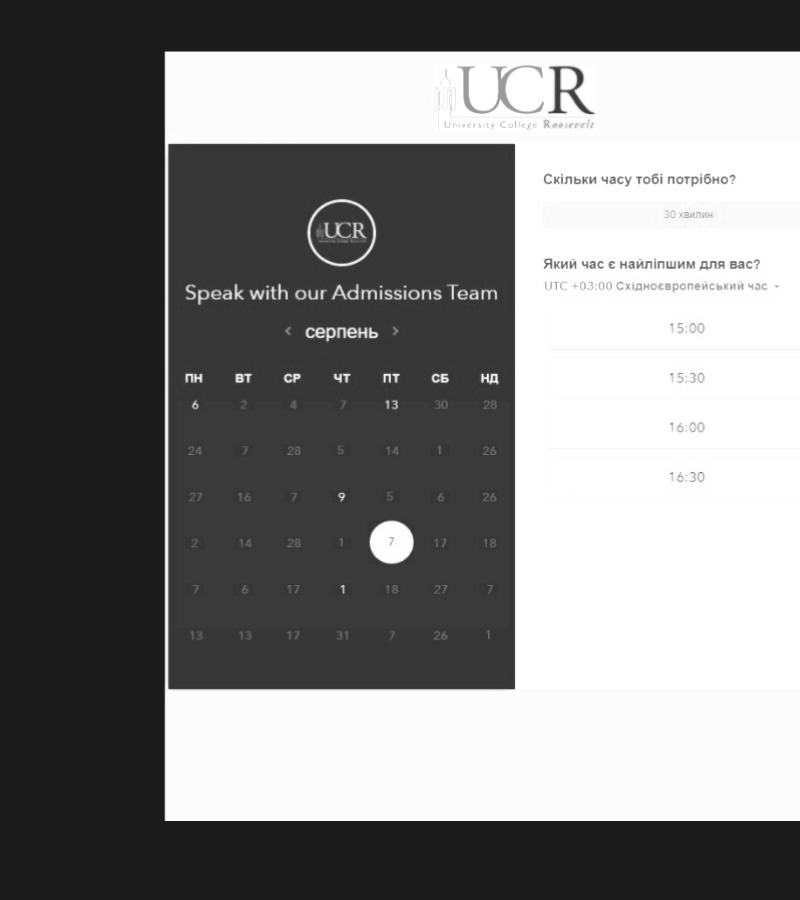 UCR
University College Roosevelt
UCR
Speak with our Admissions Team
< серпень >
ПН ВТ СР ЧТ ПТ СБ НД
6 2 4 7 13 30 28
24 7 28 5 14 1 26
27 16 7 9 5 6 26
2 14 28 1 7 17 18
7 6 17 1 18 27 7
13 13 17 31 7 26 1
Скільки часу тобі потрібно?
30 хвилин
Який час є найліпшим для вас?
UTC +03:00 Східноєвропейський час
15:00
15:30
16:00
16:30